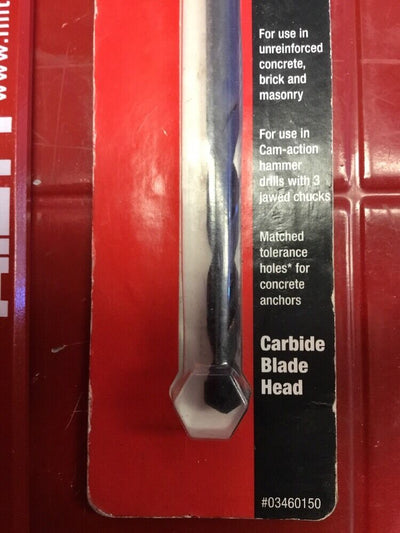 For use in
unreinforced
concrete,
brick and
masonry
For use in
Cam-action
hammer
drills with 3
jawed chucks
Matched
tolerance
holes* for
concrete
anchors
Carbide
Blade
Head
#03460150